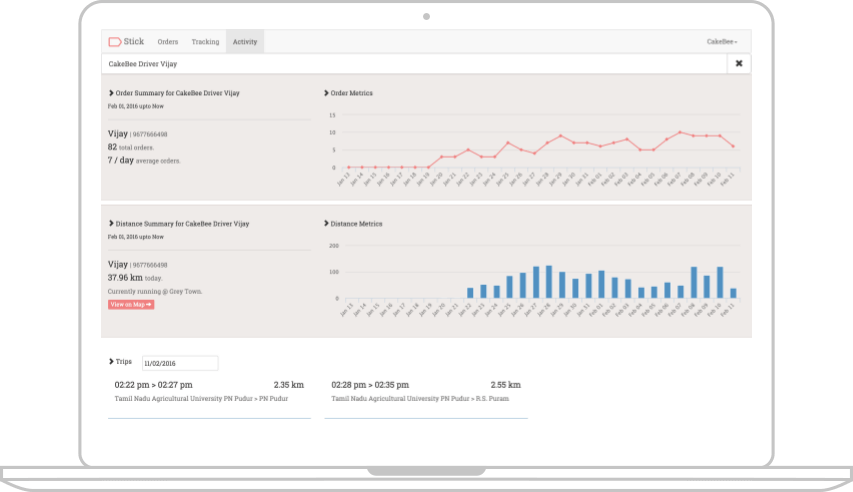 Stick Orders Tracking Activity CakeBee
CakeBee Driver Vijay ✖
Order Summary for CakeBee Driver Vijay
Feb 01, 2016 upto Now
Vijay | 9677666498
82 total orders.
7 / day average orders.
Order Metrics
15
10
5
0
Jan 13 Jan 14 Jan 15 Jan 16 Jan 17 Jan 18 Jan 19 Jan 20 Jan 21 Jan 22 Jan 23 Jan 24 Jan 25 Jan 26 Jan 27 Jan 28 Jan 29 Jan 30 Jan 31 Feb 01 Feb 02 Feb 03 Feb 04 Feb 05 Feb 06 Feb 07 Feb 08 Feb 09 Feb 10 Feb 11
Distance Summary for CakeBee Driver Vijay
Feb 01, 2016 upto Now
Vijay | 9677666498
37.96 km today.
Currently running @ Grey Town.
View on Map ➔
Distance Metrics
200
100
0
Jan 13 Jan 14 Jan 15 Jan 16 Jan 17 Jan 18 Jan 19 Jan 20 Jan 21 Jan 22 Jan 23 Jan 24 Jan 25 Jan 26 Jan 27 Jan 28 Jan 29 Jan 30 Jan 31 Feb 01 Feb 02 Feb 03 Feb 04 Feb 05 Feb 06 Feb 07 Feb 08 Feb 09 Feb 10 Feb 11
Trips 11/02/2016
02:22 pm > 02:27 pm 2.35 km
Tamil Nadu Agricultural University PN Pudur > PN Pudur
02:28 pm > 02:35 pm 2.55 km
Tamil Nadu Agricultural University PN Pudur > R.S. Puram